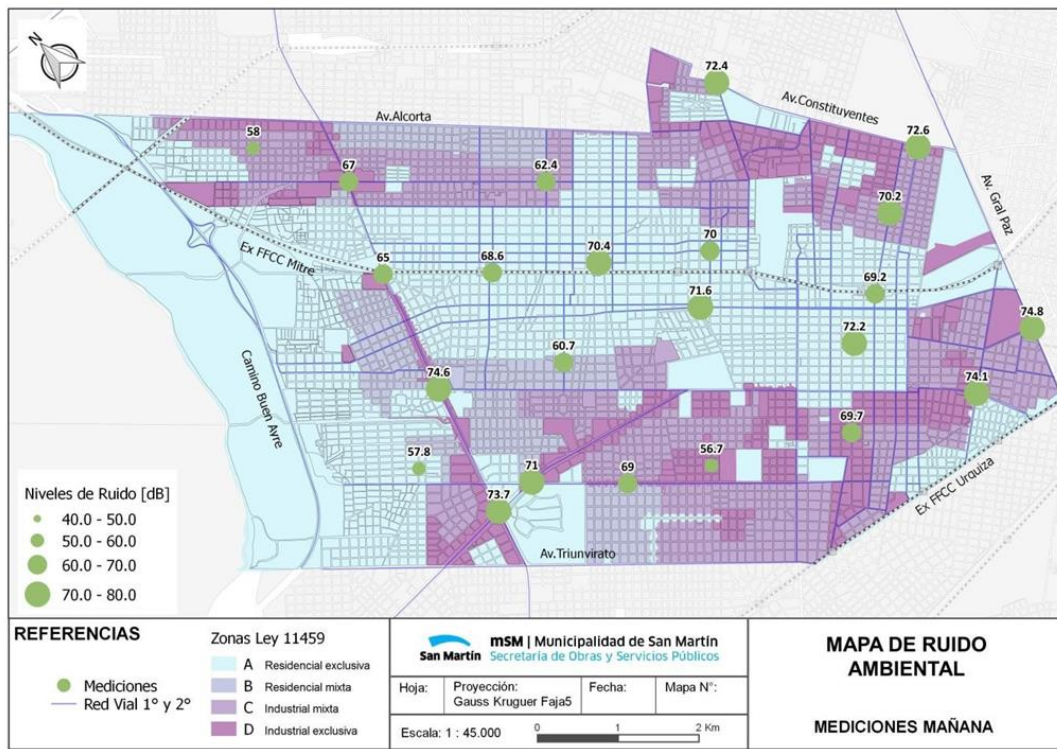 N
72.4
Av.Constituyentes
Av.Alcorta
58
72.6
67
62.4
70.2
Av. Gral Paz
70
Ex FFCC Mitre
65
68.6
70.4
69.2
71.6
74.8
72.2
60.7
Camino Buen Ayre
74.6
74.1
69.7
57.8
56.7
71
69
Ex FFCC Urquiza
73.7
Av.Triunvirato
Niveles de Ruido [dB]
40.0 - 50.0
50.0 - 60.0
60.0 - 70.0
70.0 - 80.0
REFERENCIAS
Mediciones
Red Vial 1° y 2°
Zonas Ley 11459
A Residencial exclusiva
B Residencial mixta
C Industrial mixta
D Industrial exclusiva
San Martín
mSM | Municipalidad de San Martín
Secretaría de Obras y Servicios Públicos
Hoja:
Proyección:
Gauss Kruguer Faja5
Fecha:
Mapa N°:
Escala: 1 : 45.000
0 1 2 Km
MAPA DE RUIDO
AMBIENTAL
MEDICIONES MAÑANA